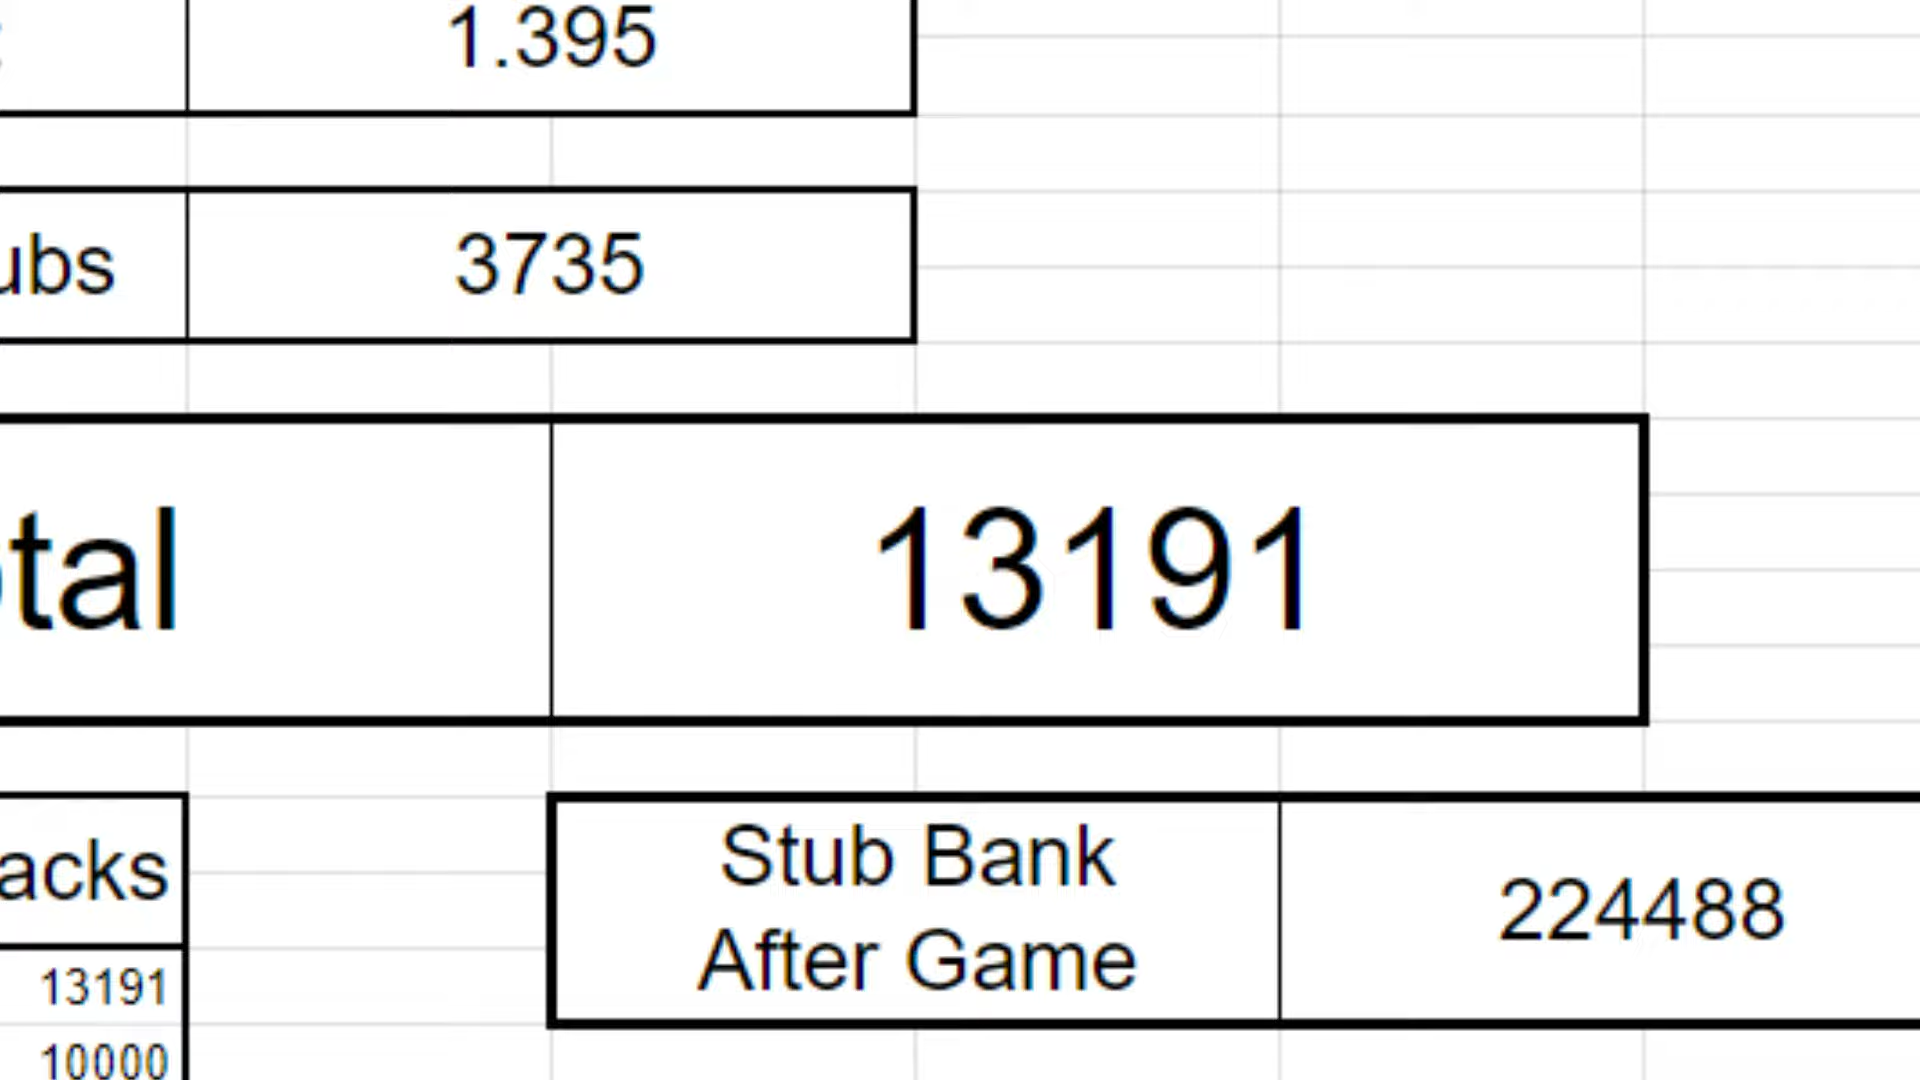 1.395
ubs 3735
tal 13191
acks
Stub Bank
After Game
224488
13191
10000